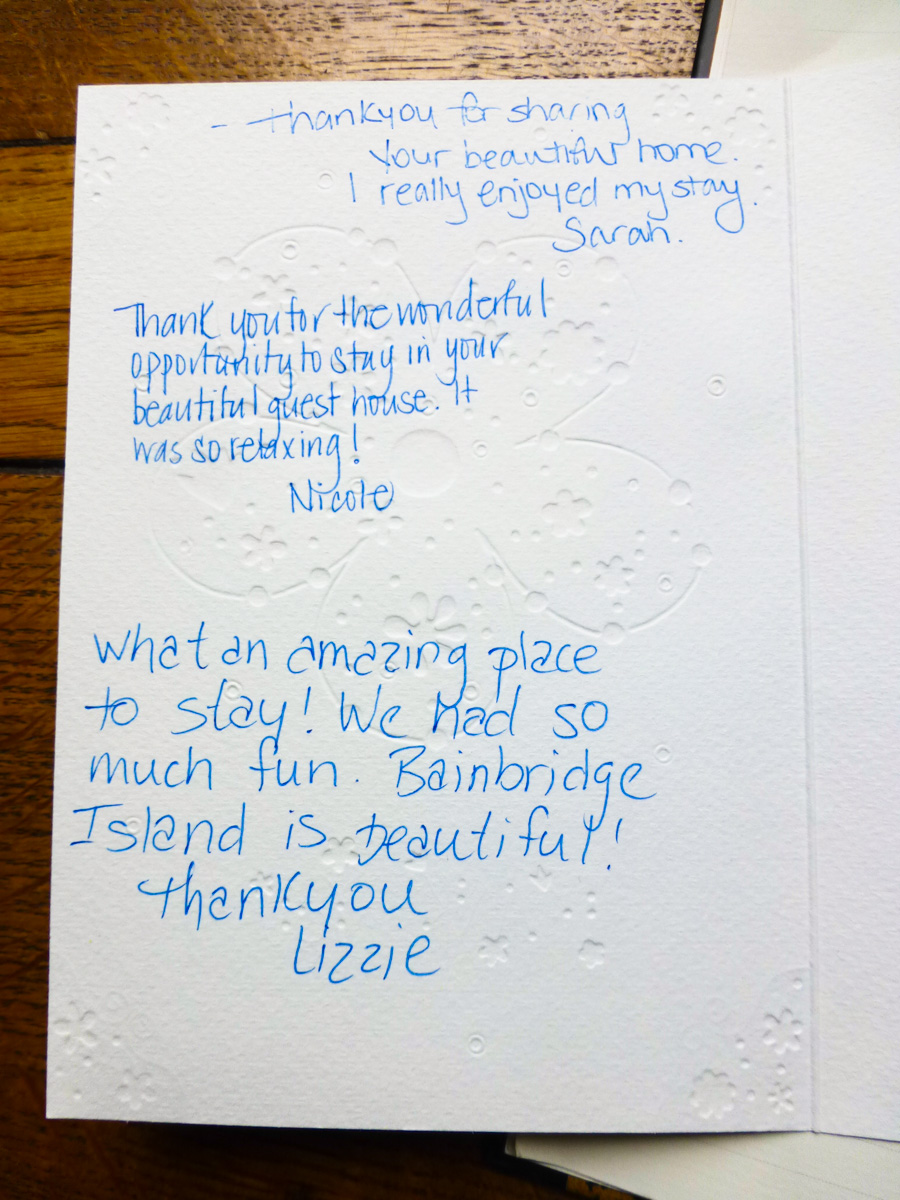 - thankyou for sharing
your beautiful home.
I really enjoyed my stay.
Sarah.
Thank you for the wonderful
opportunity to stay in your
beautiful guest house. It
was so relaxing!
Nicole
What an amazing place
to stay! We had so
much fun. Bainbridge
Island is beautiful!
thankyou
Lizzie